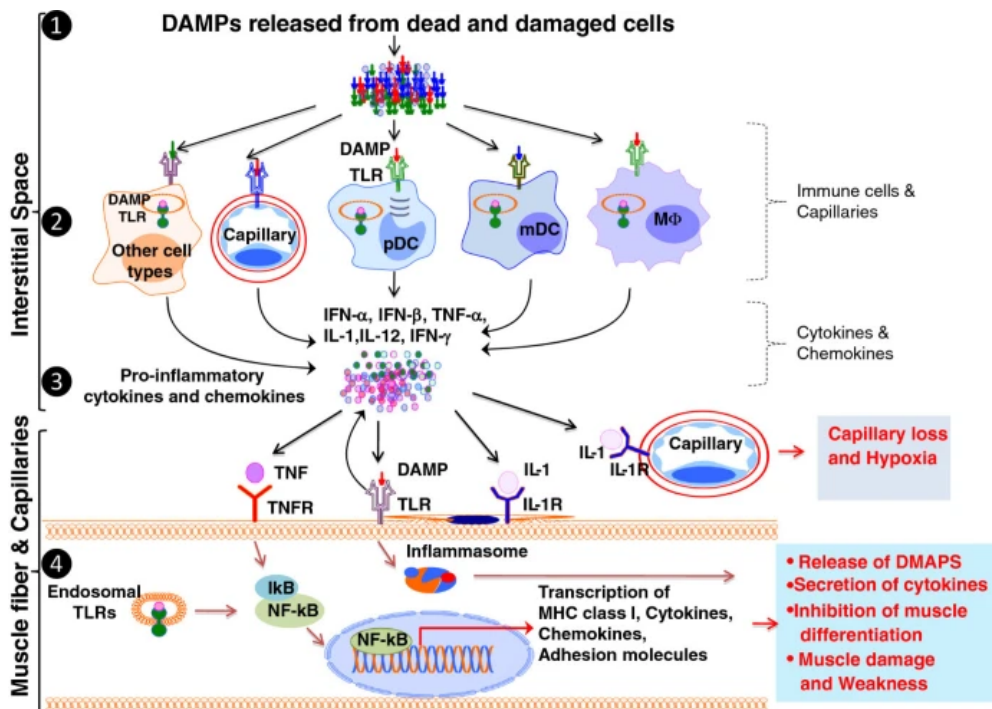 1
DAMPs released from dead and damaged cells
Interstitial Space
2
DAMP
TLR
DAMP
TLR
Other cell
types
Capillary
pDC
mDC
MΦ
Immune cells &
Capillaries
IFN-α, IFN-β, TNF-α,
IL-1,IL-12, IFN-γ
Cytokines &
Chemokines
3
Pro-inflammatory
cytokines and chemokines
Muscle fiber & Capillaries
TNF
TNFR
DAMP
TLR
IL-1
IL-1R
IL-1
IL-1R
Capillary
Capillary loss
and Hypoxia
4
Endosomal
TLRs
IkB
NF-kB
Inflammasome
NF-kB
Transcription of
MHC class I, Cytokines,
Chemokines,
Adhesion molecules
• Release of DMAPS
•Secretion of cytokines
•Inhibition of muscle
differentiation
• Muscle damage
and Weakness